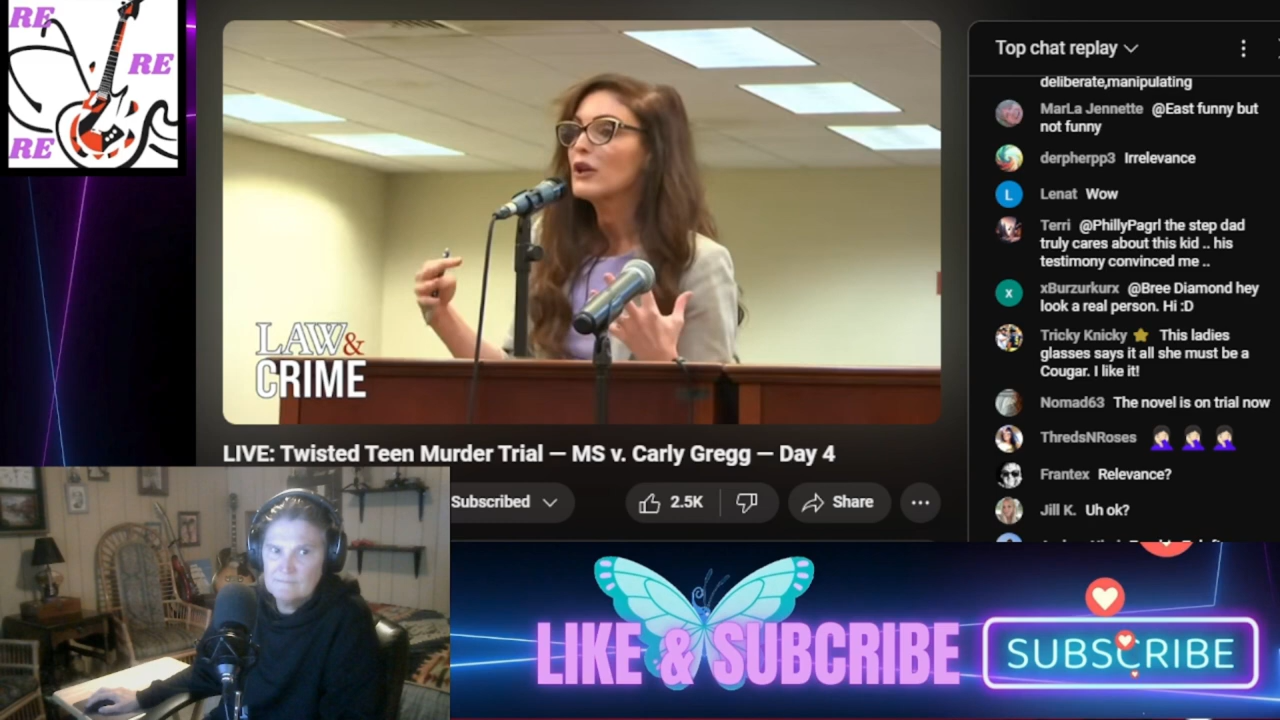 RE
RE
RE
LAW&
CRIME
LIVE: Twisted Teen Murder Trial — MS v. Carly Gregg — Day 4
Subscribed
2.5K
Share
Top chat replay
deliberate,manipulating
MarLa Jennette @East funny but
not funny
derpherpp3 Irrelevance
L
Lenat Wow
Terri @PhillyPagrl the step dad
truly cares about this kid .. his
testimony convinced me ..
X
xBurzurkurx @Bree Diamond hey
look a real person. Hi :D
Tricky Knicky This ladies
glasses says it all she must be a
Cougar. I like it!
Nomad63 The novel is on trial now
ThredsNRoses
Frantex Relevance?
Jill K. Uh ok?
LIKE & SUBCRIBE
SUBSCRIBE